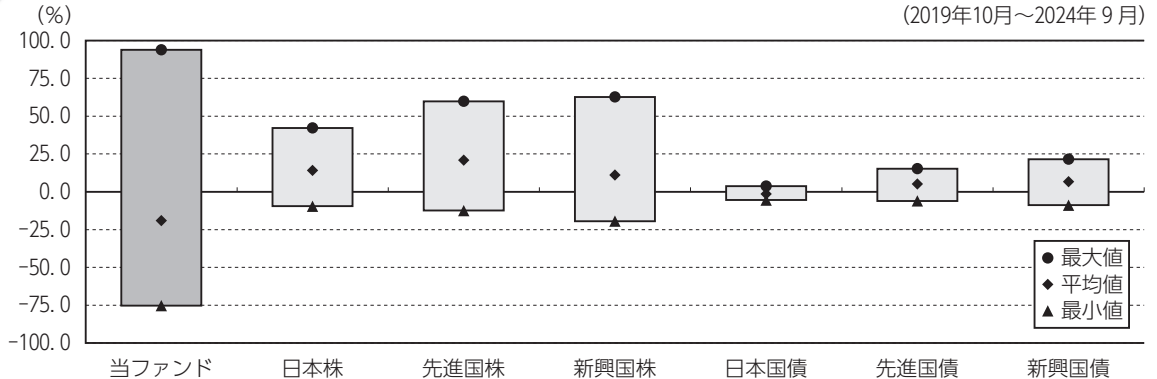 (%)
(2019年10月～2024年9月)
100.0
75.0
50.0
25.0
0.0
-25.0
-50.0
-75.0
-100.0
●最大値
◆平均値
▲最小値
当ファンド 日本株 先進国株 新興国株 日本国債 先進国債 新興国債